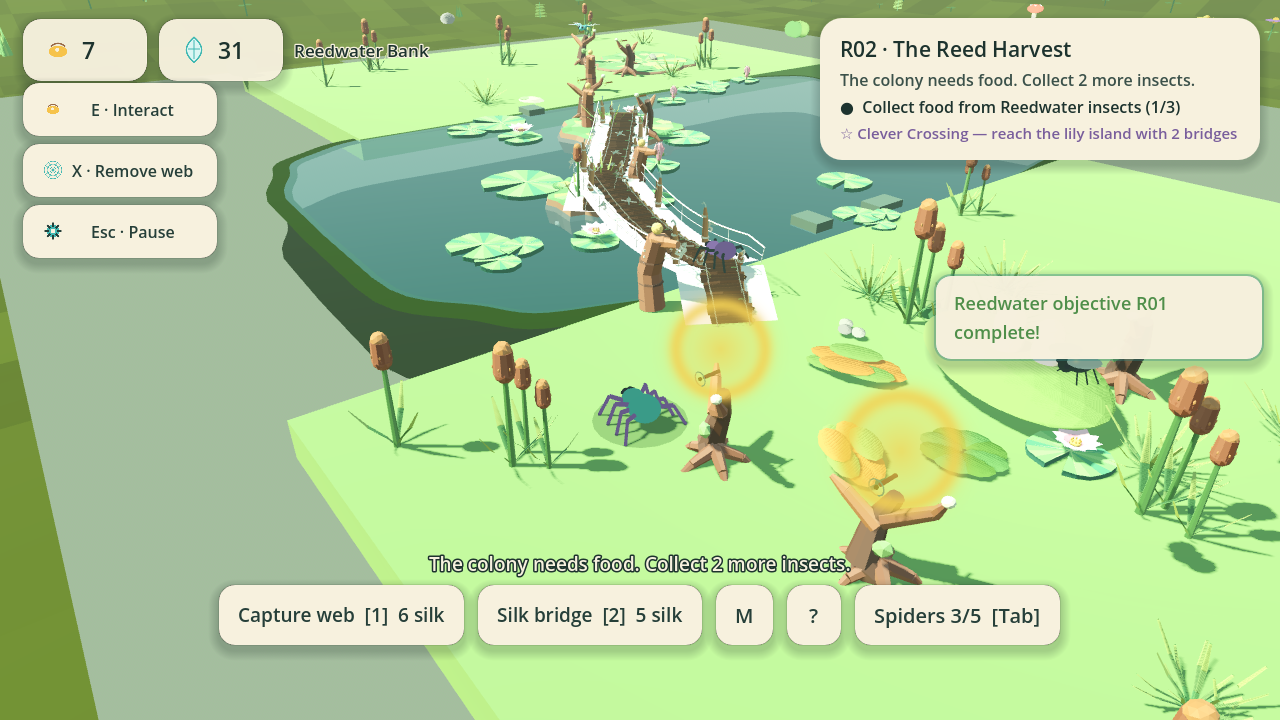 7
31
Reedwater Bank
E · Interact
X · Remove web
Esc · Pause
R02 · The Reed Harvest
The colony needs food. Collect 2 more insects.
Collect food from Reedwater insects (1/3)
☆ Clever Crossing — reach the lily island with 2 bridges
Reedwater objective R01
complete!
The colony needs food. Collect 2 more insects.
Capture web [1] 6 silk
Silk bridge [2] 5 silk
M
?
Spiders 3/5 [Tab]